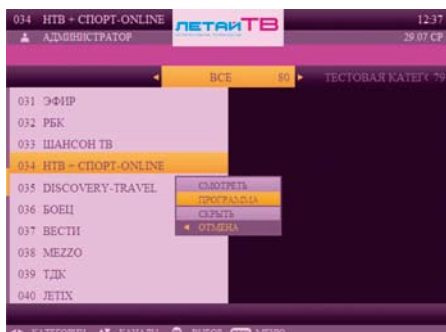 034 НТВ + СПОРТ-ONLINE
ЛЕТАЙ ТВ
12:37
АДМИНИСТРАТОР
29.07 СР
ВСЕ 80 ТЕСТОВАЯ КАТЕГС 79
031 ЭФИР
032 РБК
033 ШАНСОН ТВ
034 НТВ + СПОРТ-ONLINE
035 DISCOVERY-TRAVEL
036 БОЕЦ
037 ВЕСТИ
038 MEZZO
039 ТДК
040 JETIX
СМОТРЕТЬ
ПРОГРАММА
СКРЫТЬ
ОТМЕНА
КАТЕГОРИИ КАНАЛЫ ВЫБОР МЕНЮ